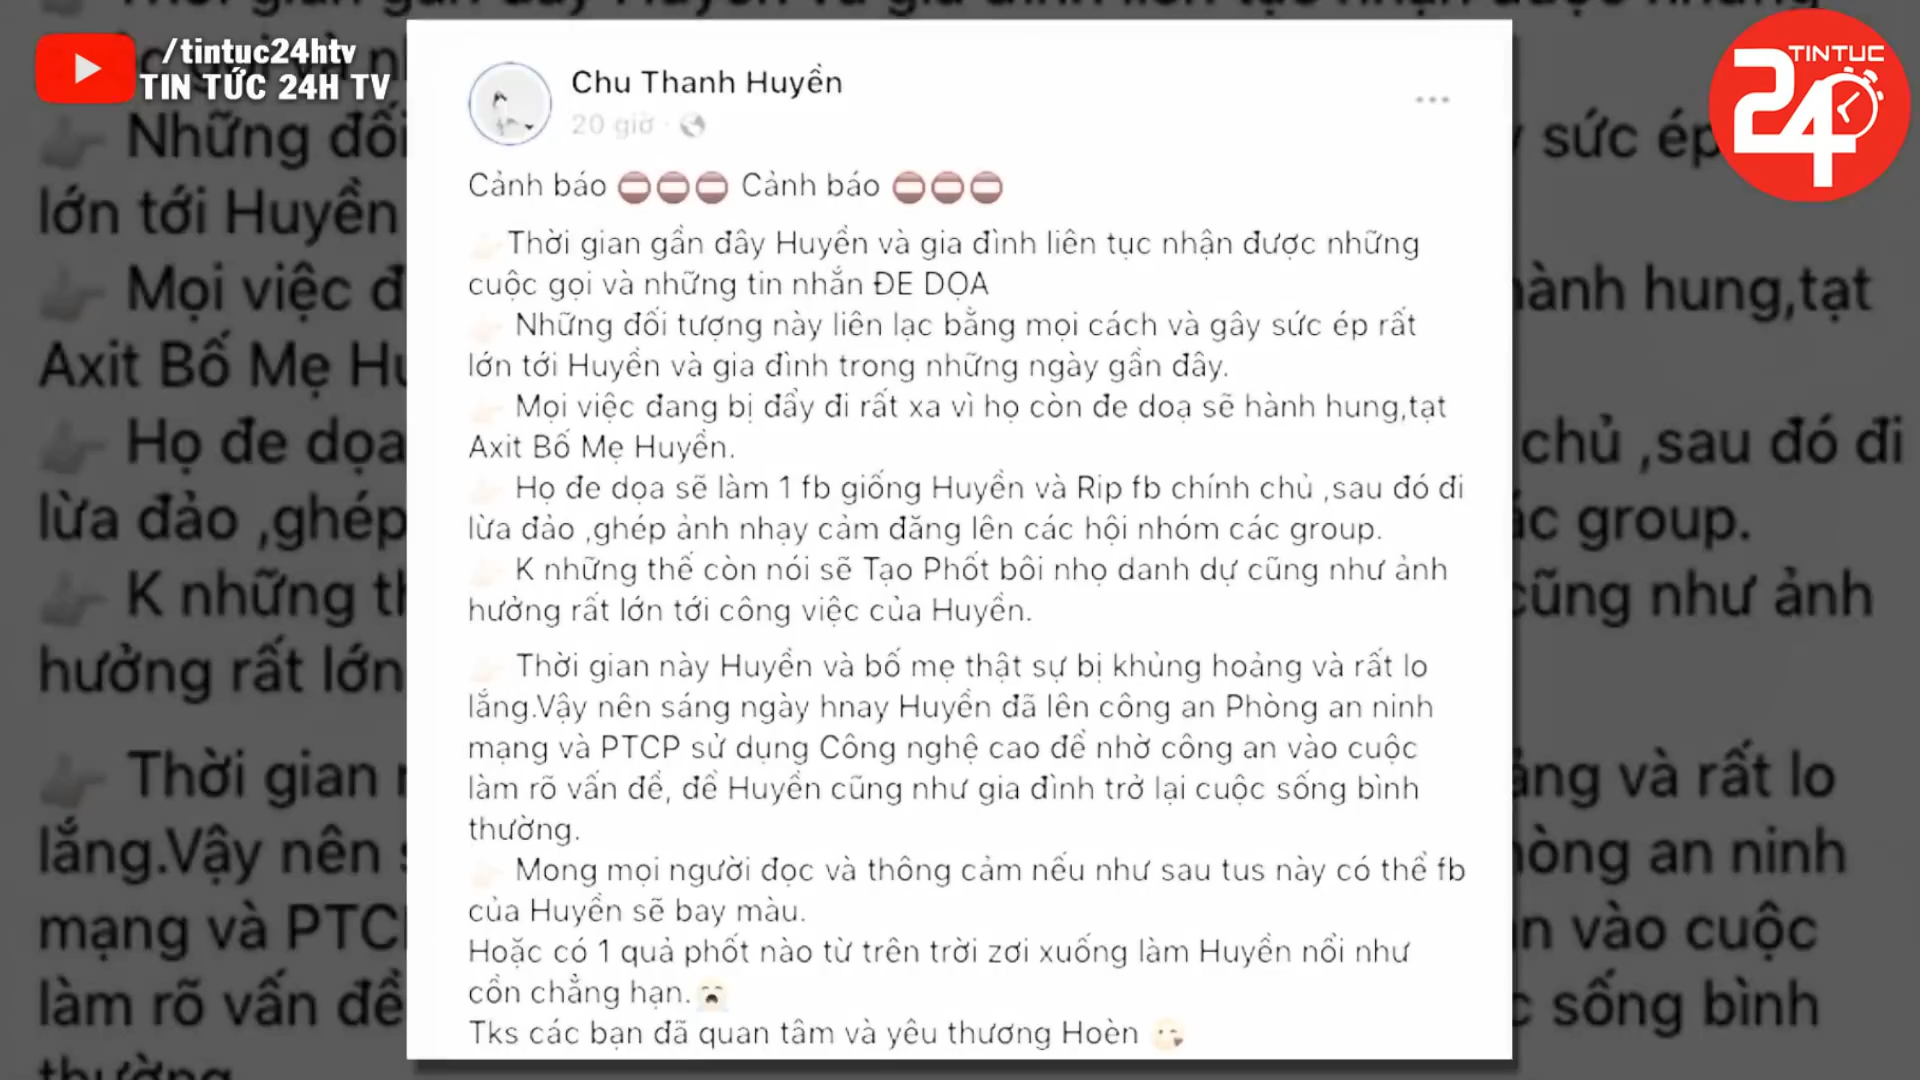 /tintuc24htv
TIN TỨC 24H TV
TINTUC
24
Chu Thanh Huyền
20 giờ
Cảnh báo ⛔⛔⛔ Cảnh báo ⛔⛔⛔
👉Thời gian gần đây Huyền và gia đình liên tục nhận được những
cuộc gọi và những tin nhắn ĐE DỌA
👉 Những đối tượng này liên lạc bằng mọi cách và gây sức ép rất
lớn tới Huyền và gia đình trong những ngày gần đây.
👉 Mọi việc đang bị đẩy đi rất xa vì họ còn đe doạ sẽ hành hung,tạt
Axit Bố Mẹ Huyền.
👉 Họ đe dọa sẽ làm 1 fb giống Huyền và Rip fb chính chủ ,sau đó đi
lừa đảo ,ghép ảnh nhạy cảm đăng lên các hội nhóm các group.
👉 K những thế còn nói sẽ Tạo Phốt bôi nhọ danh dự cũng như ảnh
hưởng rất lớn tới công việc của Huyền.
👉 Thời gian này Huyền và bố mẹ thật sự bị khủng hoảng và rất lo
lắng.Vậy nên sáng ngày hnay Huyền đã lên công an Phòng an ninh
mạng và PTCP sử dụng Công nghệ cao để nhờ công an vào cuộc
làm rõ vấn đề, để Huyền cũng như gia đình trở lại cuộc sống bình
thường.
👉 Mong mọi người đọc và thông cảm nếu như sau tus này có thể fb
của Huyền sẽ bay màu.
Hoặc có 1 quả phốt nào từ trên trời zơi xuống làm Huyền nổi như
cồn chẳng hạn.😭
Tks các bạn đã quan tâm và yêu thương Hoèn 😘